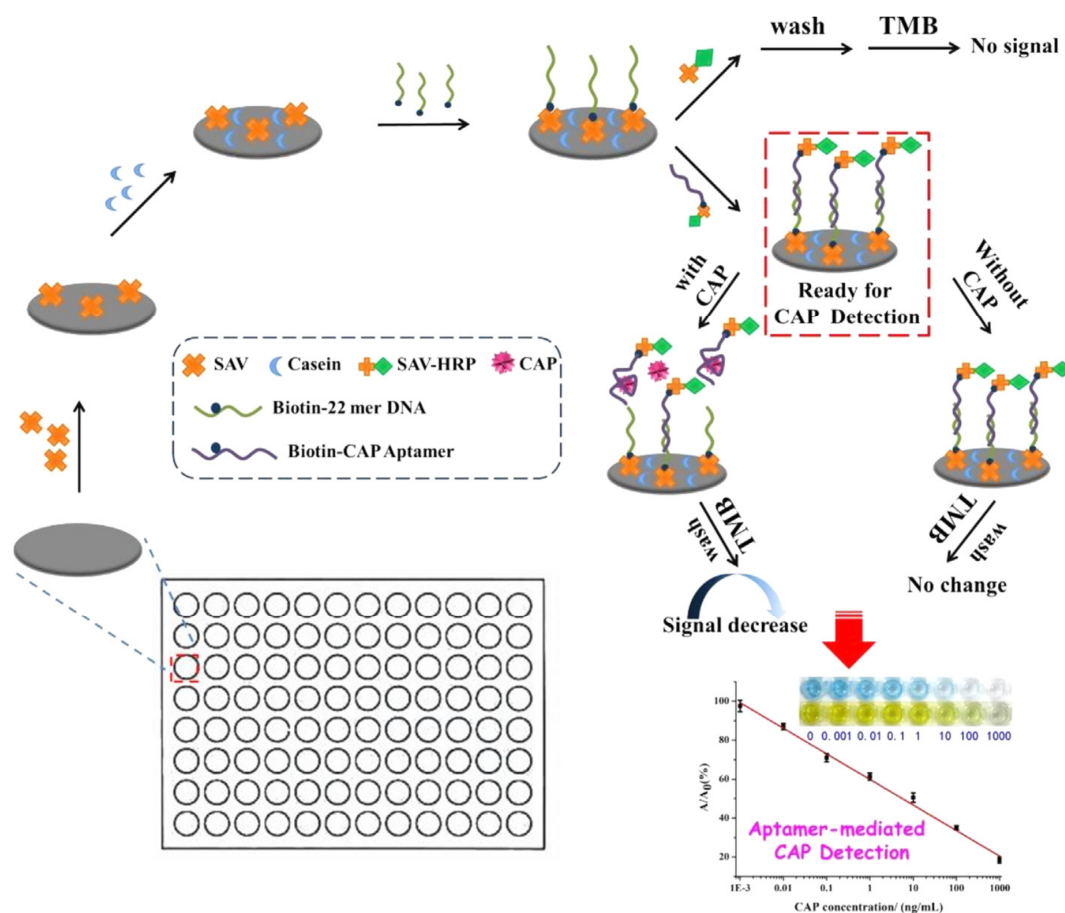 wash
TMB
No signal
with
CAP
Without
CAP
Ready for
CAP Detection
SAV
Casein
SAV-HRP
CAP
Biotin-22 mer DNA
Biotin-CAP Aptamer
wash
TMB
TMB
wash
Signal decrease
No change
0 0.001 0.01 0.1 1 10 100 1000
100
80
60
40
20
A/A0(%)
Aptamer-mediated
CAP Detection
1E-3 0.01 0.1 1 10 100 1000
CAP concentration/ (ng/mL)